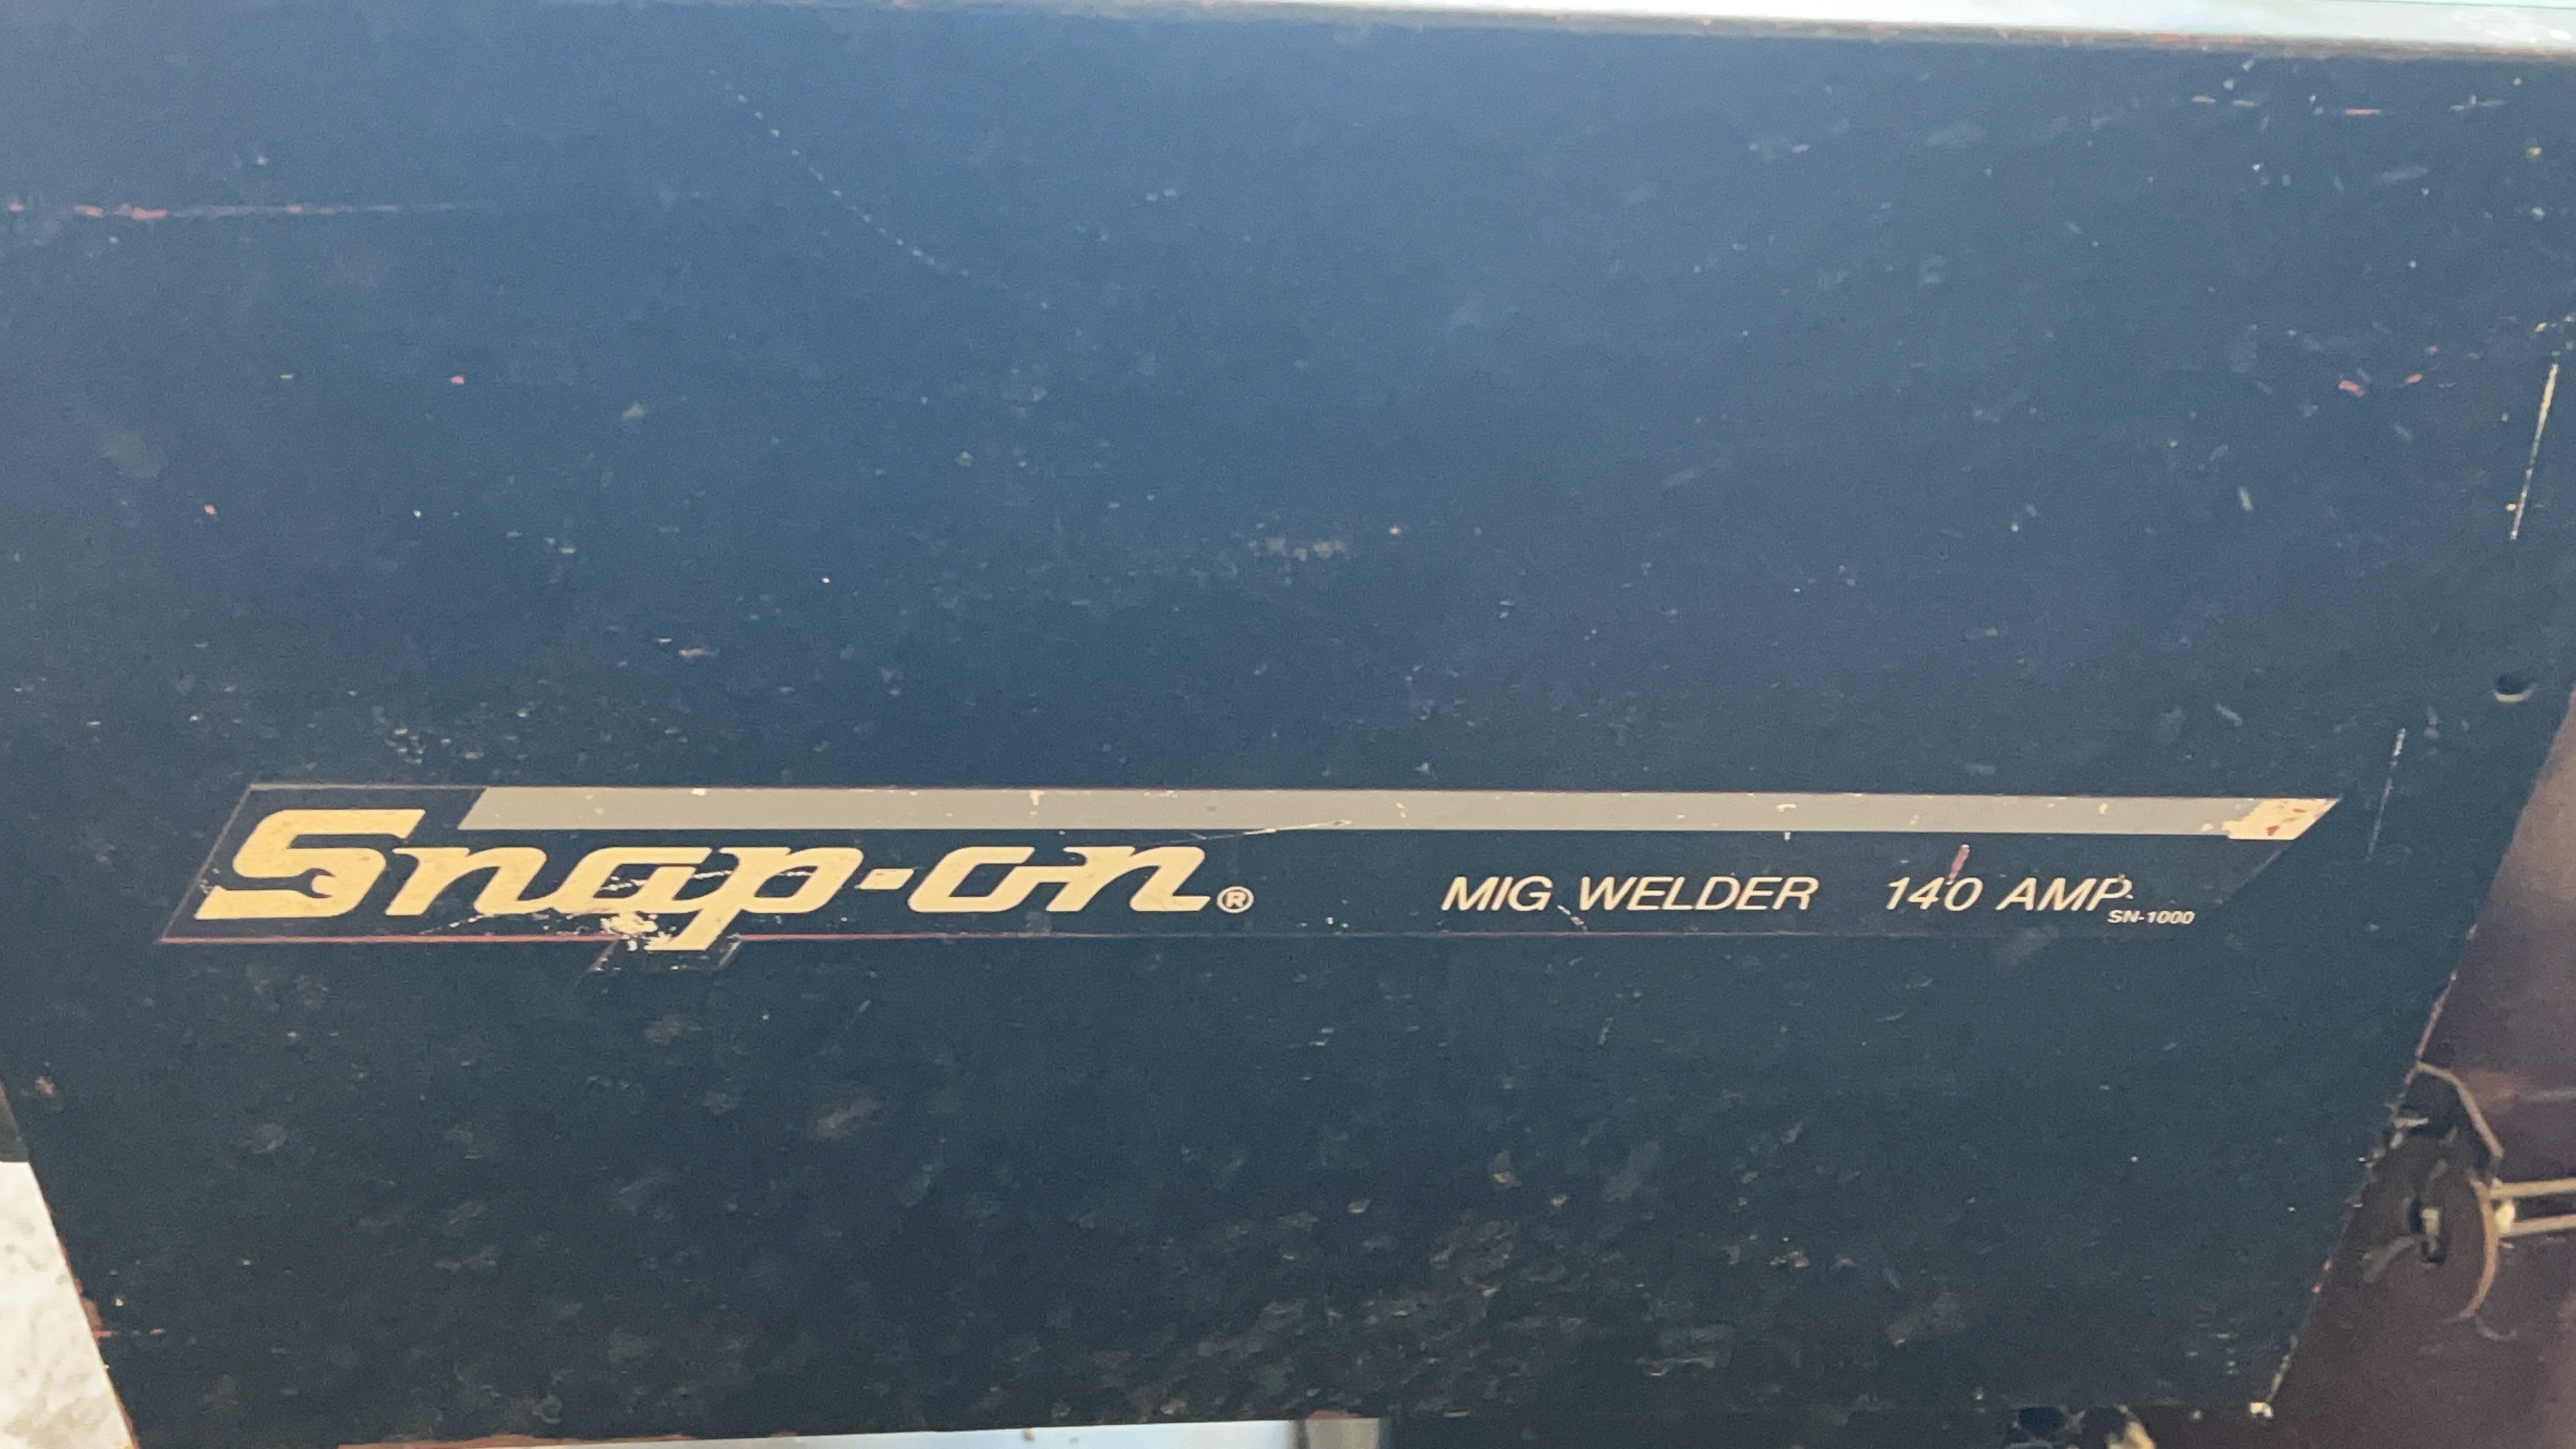 Snap-on®
MIG WELDER 140 AMP.
SN-1000